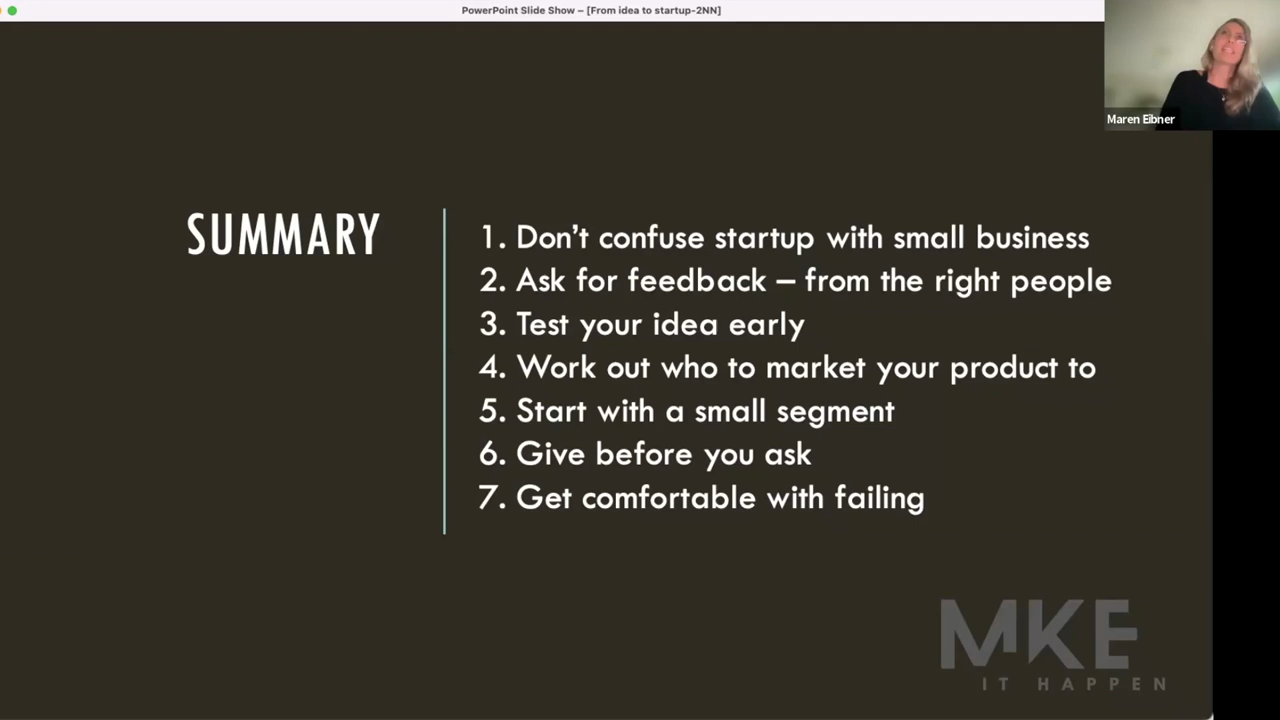 PowerPoint Slide Show – [From idea to startup-2NN]
Maren Eibner
SUMMARY
1. Don't confuse startup with small business
2. Ask for feedback – from the right people
3. Test your idea early
4. Work out who to market your product to
5. Start with a small segment
6. Give before you ask
7. Get comfortable with failing
MKE
IT HAPPEN